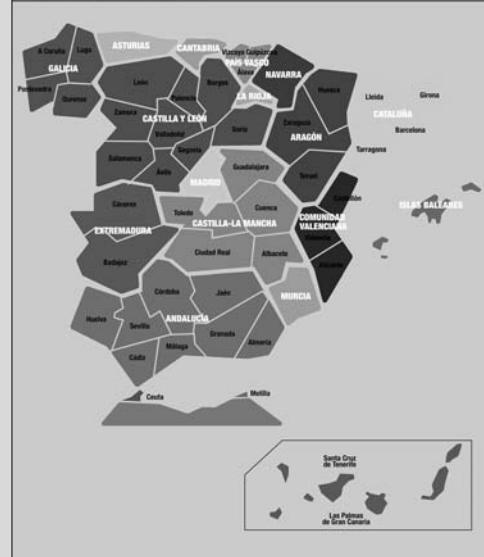 ASTURIAS
CANTABRIA
Vizcaya Guipúzcoa
PAÍS VASCO
Álava
NAVARRA
A Coruña
Lugo
GALICIA
Pontevedra
Ourense
León
Palencia
Burgos
LA RIOJA
Huesca
Lleida
Girona
CATALUÑA
Barcelona
Tarragona
Zamora
CASTILLA Y LEÓN
Valladolid
Soria
Zaragoza
ARAGÓN
Segovia
Salamanca
Ávila
MADRID
Guadalajara
Teruel
Castellón
ISLAS BALEARES
Cáceres
Toledo
Cuenca
CASTILLA-LA MANCHA
COMUNIDAD
VALENCIANA
Valencia
EXTREMADURA
Badajoz
Ciudad Real
Albacete
Alicante
MURCIA
Córdoba
Jaén
Huelva
Sevilla
ANDALUCÍA
Granada
Almería
Málaga
Cádiz
Ceuta
Melilla
Santa Cruz
de Tenerife
Las Palmas
de Gran Canaria